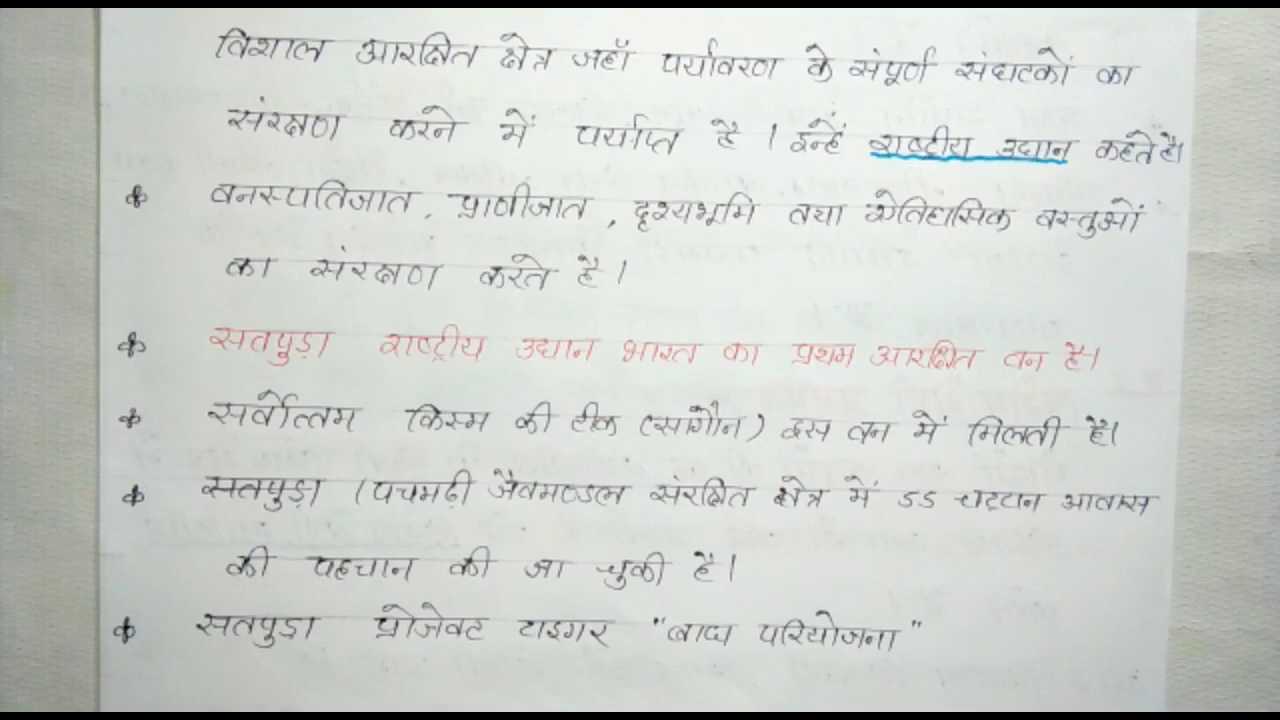 विशाल आरक्षित क्षेत्र जहाँ पर्यावरण के संपूर्ण संघटकों का
संरक्षण करने में पर्याप्त है । इन्हें राष्ट्रीय उद्यान कहते है।
वनस्पतिजात, प्राणीजात, दृश्यभूमि तथा ऐतिहासिक वस्तुओं
का संरक्षण करते है ।
सतपुड़ा राष्ट्रीय उद्यान भारत का प्रथम आरक्षित वन है।
सर्वोत्तम किस्म की टीक (सागौन) इस वन में मिलती है।
सतपुड़ा (पचमढ़ी जैवमण्डल संरक्षित क्षेत्र में 55 चट्टान आवास
की पहचान की जा चुकी है।
सतपुडा प्रोजेक्ट टाइगर "बाघ परियोजना"